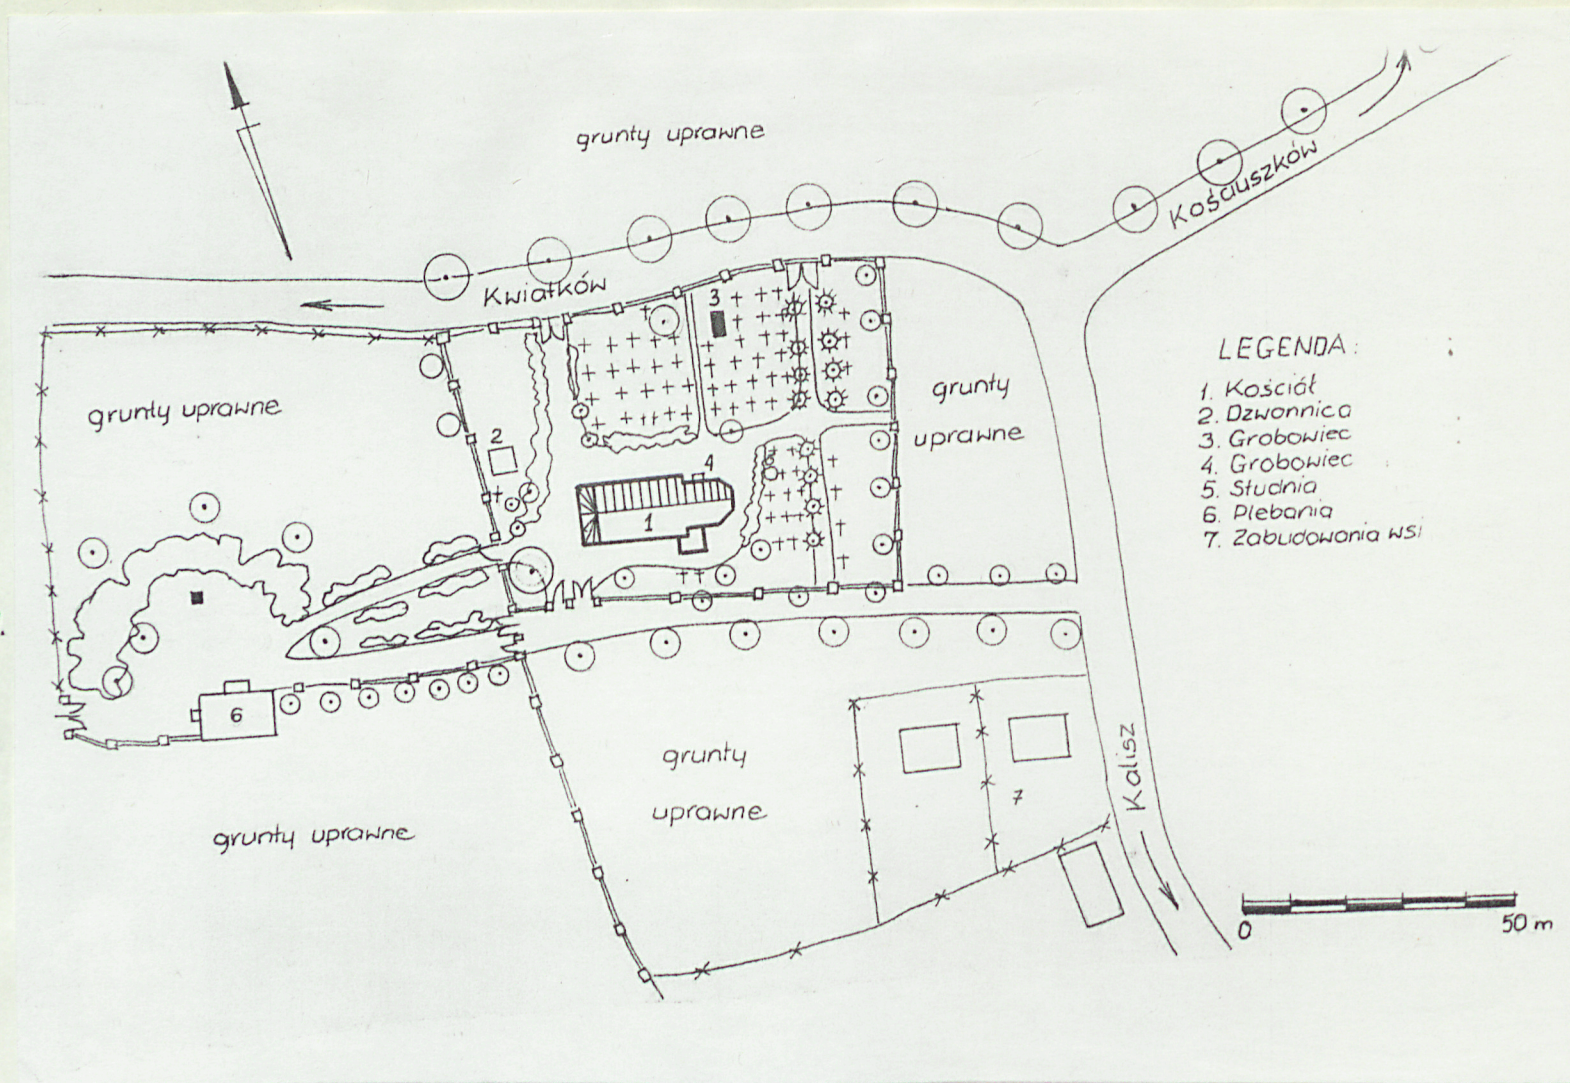 grunty uprawne
Kościuszków
Kwiatków
3
grunty uprawne
grunty
uprawne
2
4
1
5
LEGENDA:
1. Kościół
2. Dzwonnica
3. Grobowiec
4. Grobowiec
5. Studnia
6. Plebania
7. Zabudowania wsi
6
grunty
uprawne
Kalisz
7
grunty uprawne
0
50 m